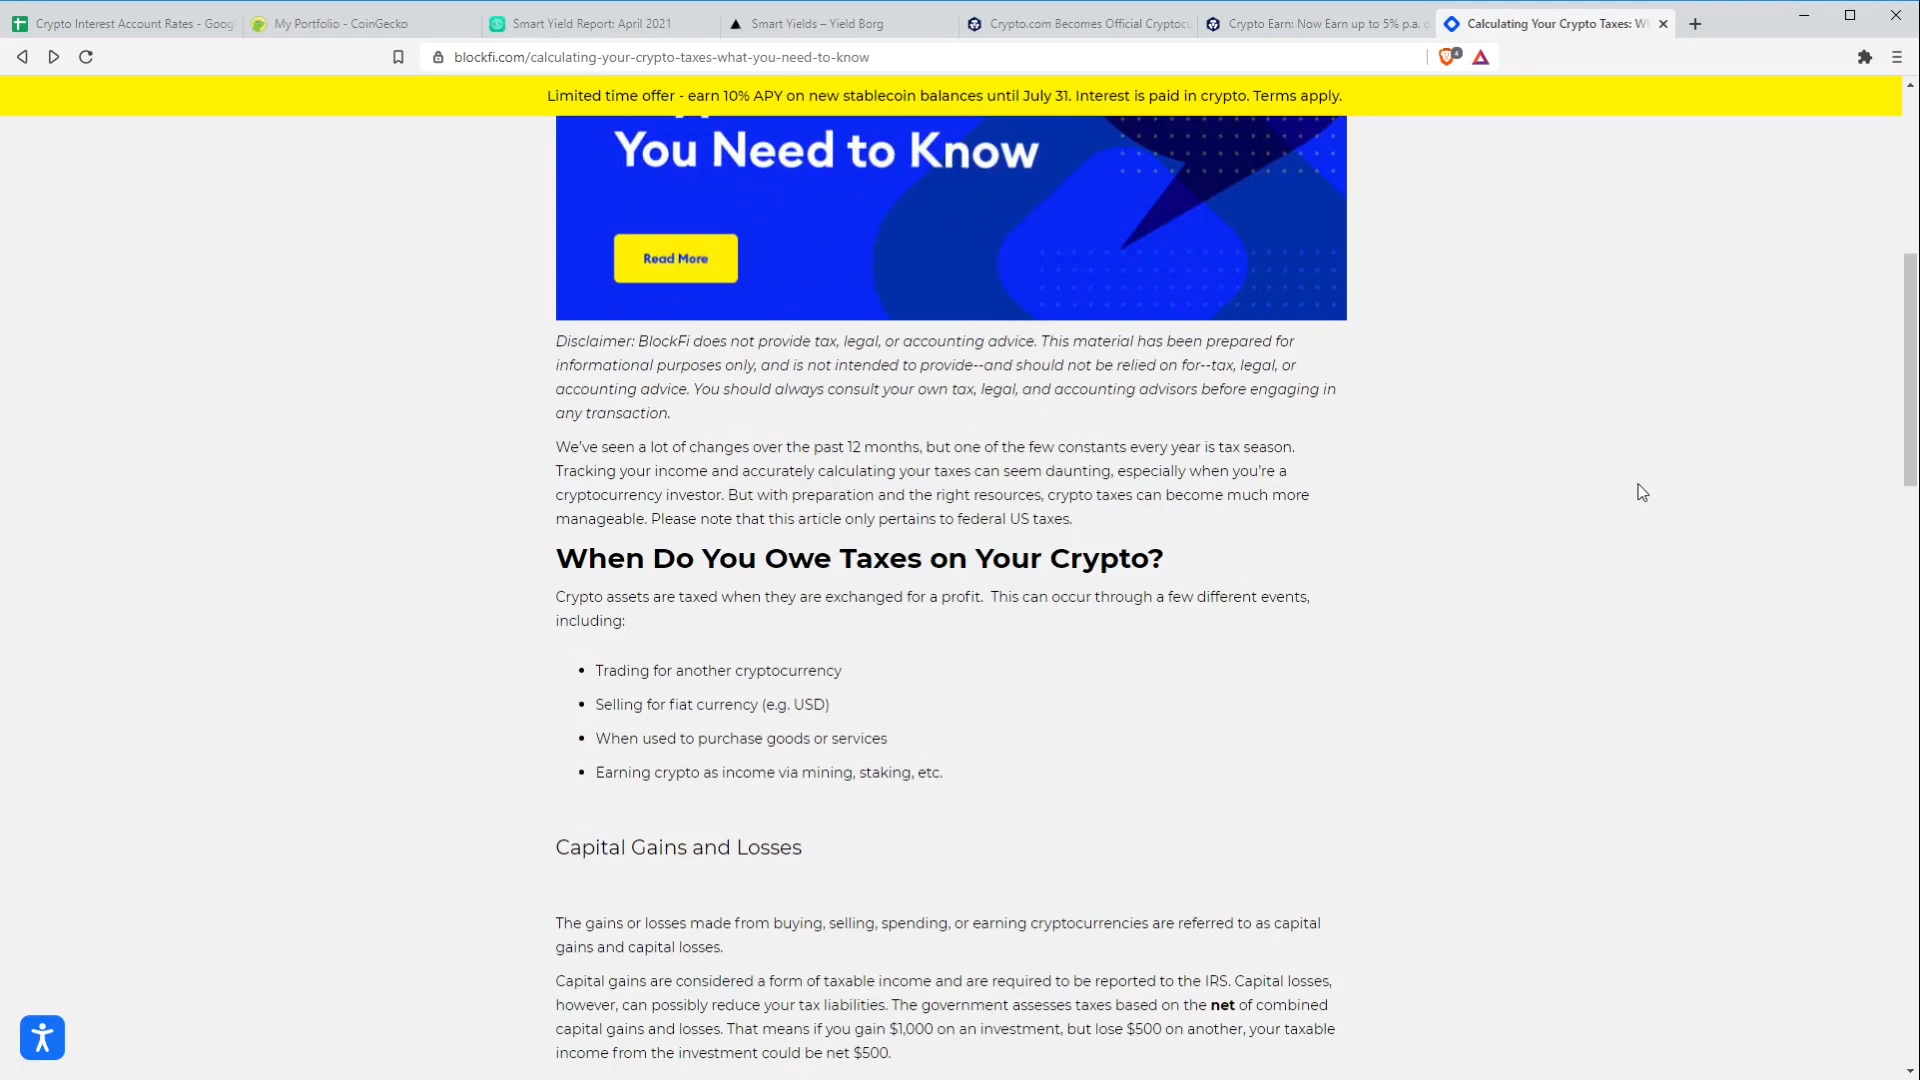 Crypto Interest Account Rates - Goog
My Portfolio - CoinGecko
Smart Yield Report: April 2021
Smart Yields – Yield Borg
Crypto.com Becomes Official Cryptocu
Crypto Earn: Now Earn up to 5% p.a. o
Calculating Your Crypto Taxes: Wh
blockfi.com/calculating-your-crypto-taxes-what-you-need-to-know
4
Limited time offer - earn 10% APY on new stablecoin balances until July 31. Interest is paid in crypto. Terms apply.
You Need to Know
Read More
Disclaimer: BlockFi does not provide tax, legal, or accounting advice. This material has been prepared for
informational purposes only, and is not intended to provide--and should not be relied on for--tax, legal, or
accounting advice. You should always consult your own tax, legal, and accounting advisors before engaging in
any transaction.
We've seen a lot of changes over the past 12 months, but one of the few constants every year is tax season.
Tracking your income and accurately calculating your taxes can seem daunting, especially when you're a
cryptocurrency investor. But with preparation and the right resources, crypto taxes can become much more
manageable. Please note that this article only pertains to federal US taxes.
When Do You Owe Taxes on Your Crypto?
Crypto assets are taxed when they are exchanged for a profit. This can occur through a few different events,
including:
• Trading for another cryptocurrency
• Selling for fiat currency (e.g. USD)
• When used to purchase goods or services
• Earning crypto as income via mining, staking, etc.
Capital Gains and Losses
The gains or losses made from buying, selling, spending, or earning cryptocurrencies are referred to as capital
gains and capital losses.
Capital gains are considered a form of taxable income and are required to be reported to the IRS. Capital losses,
however, can possibly reduce your tax liabilities. The government assesses taxes based on the net of combined
capital gains and losses. That means if you gain $1,000 on an investment, but lose $500 on another, your taxable
income from the investment could be net $500.